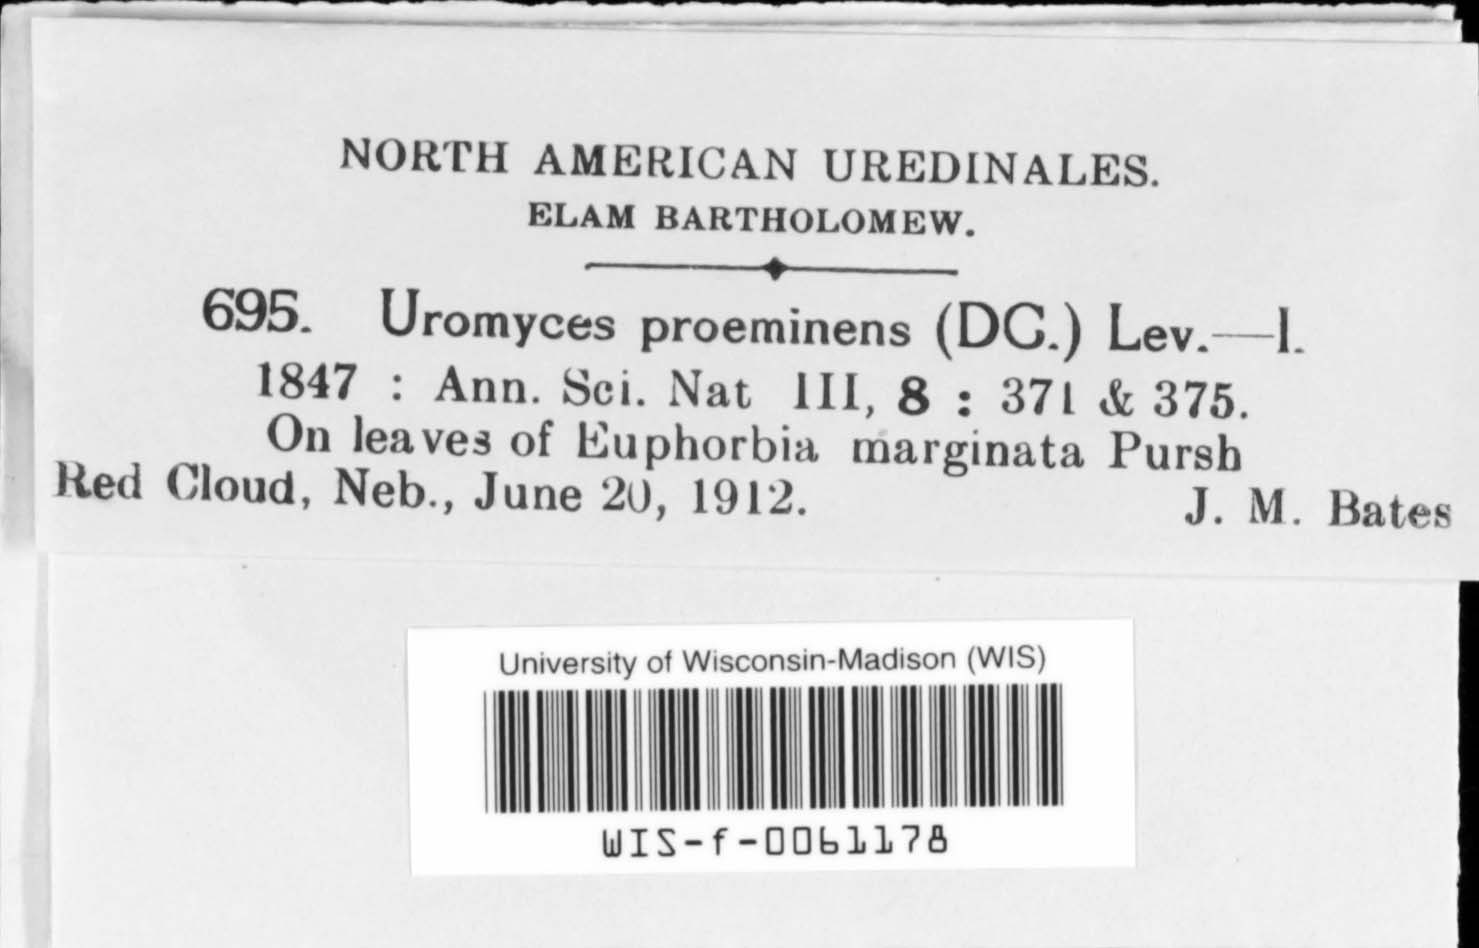 NORTH AMERICAN UREDINALES.
ELAM BARTHOLOMEW.
695. Uromyces proeminens (DC.) Lev.—I.
1847 : Ann. Sci. Nat III, 8 : 371 & 375.
On leaves of Euphorbia marginata Pursh
Red Cloud, Neb., June 20, 1912. J. M. Bates
University of Wisconsin-Madison (WIS)
WIS-f-0061178